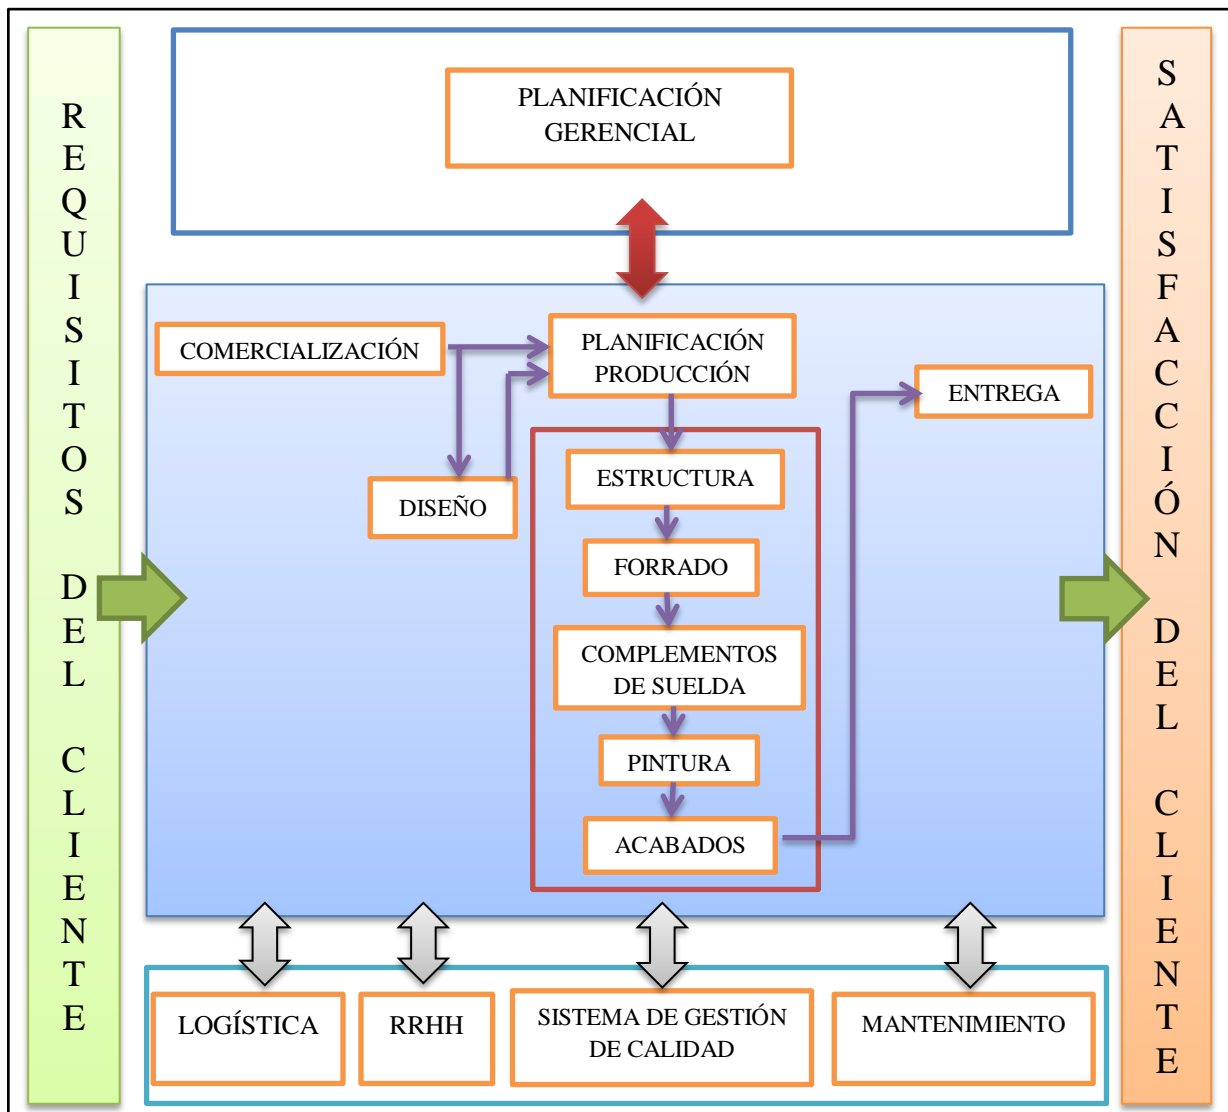 REQUISITOS DEL CLIENTE
PLANIFICACIÓN
GERENCIAL
COMERCIALIZACIÓN
PLANIFICACIÓN
PRODUCCIÓN
ENTREGA
DISEÑO
ESTRUCTURA
FORRADO
COMPLEMENTOS
DE SUELDA
PINTURA
ACABADOS
LOGÍSTICA
RRHH
SISTEMA DE GESTIÓN
DE CALIDAD
MANTENIMIENTO
SATISFACCIÓN DEL CLIENTE